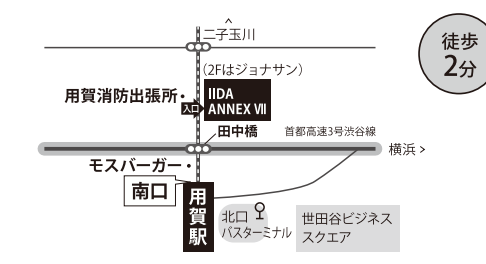 二子玉川
徒歩
2分
(2Fはジョナサン)
用賀消防出張所
IIDA
ANNEX Ⅶ
入口
田中橋
首都高速3号渋谷線
横浜
モスバーガー
南口
用賀駅
北口
バスターミナル
世田谷ビジネス
スクエア